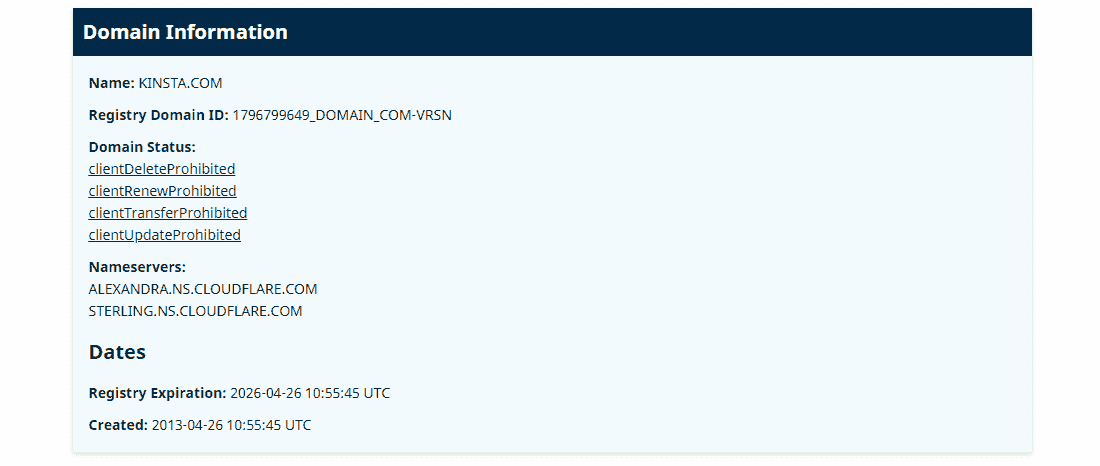 Domain Information
Name: KINSTA.COM
Registry Domain ID: 1796799649_DOMAIN_COM-VRSN
Domain Status:
clientDeleteProhibited
clientRenewProhibited
clientTransferProhibited
clientUpdateProhibited
Nameservers:
ALEXANDRA.NS.CLOUDFLARE.COM
STERLING.NS.CLOUDFLARE.COM
Dates
Registry Expiration: 2026-04-26 10:55:45 UTC
Created: 2013-04-26 10:55:45 UTC